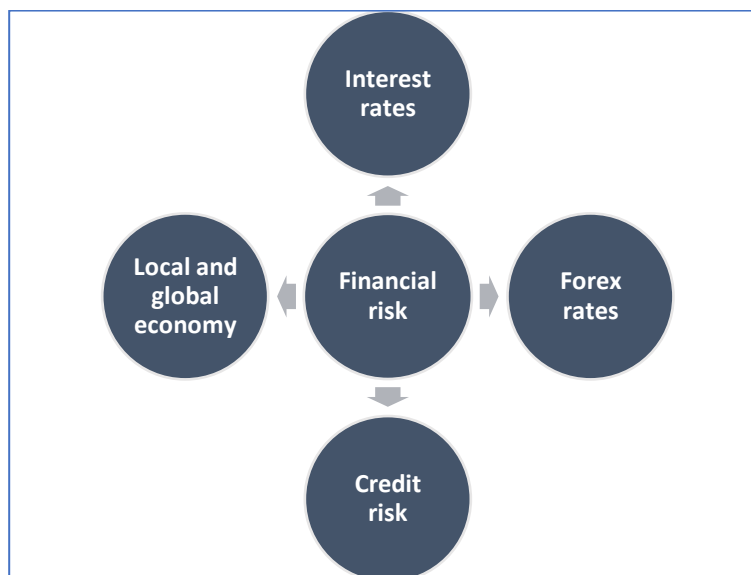 Interest
rates
Local and
global
economy
Financial
risk
Forex
rates
Credit
risk